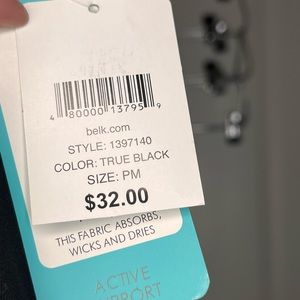 4 80000 13795 9
belk.com
STYLE: 1397140
COLOR: TRUE BLACK
SIZE: PM
$32.00
THIS FABRIC ABSORBS,
WICKS AND DRIES
ACTIVE
SUPPORT